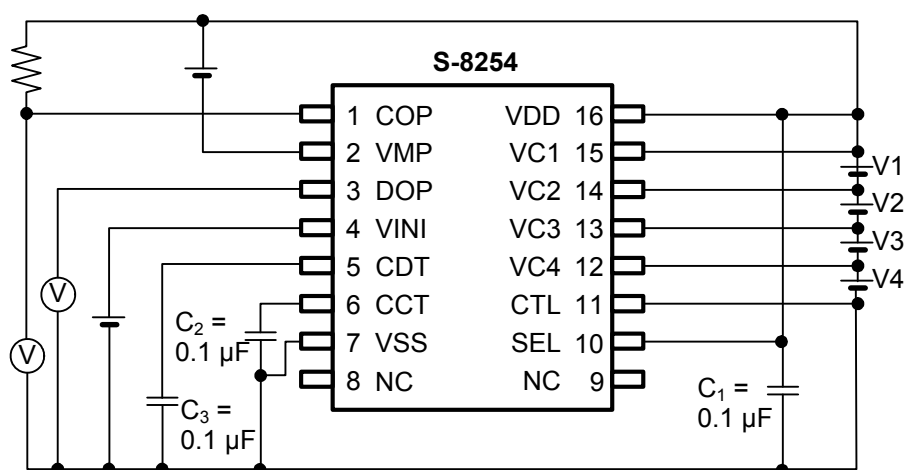 S-8254
1 COP
VDD 16
2 VMP
VC1 15
3 DOP
VC2 14
4 VINI
VC3 13
5 CDT
VC4 12
6 CCT
CTL 11
7 VSS
SEL 10
8 NC
NC 9
V1
V2
V3
V4
V
V
C2 =
0.1 µF
C3 =
0.1 µF
C1 =
0.1 µF